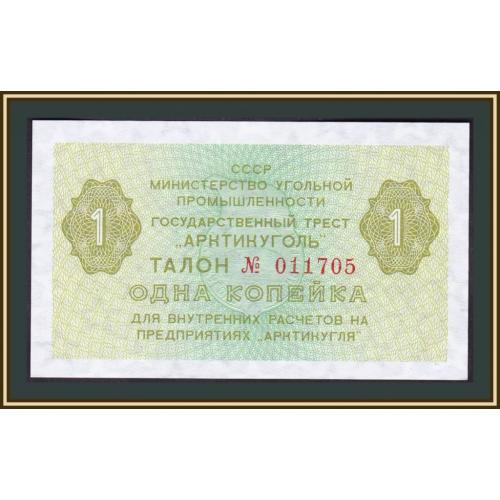 СССР
МИНИСТЕРСТВО УГОЛЬНОЙ
ПРОМЫШЛЕННОСТИ
ГОСУДАРСТВЕННЫЙ ТРЕСТ
„АРКТИКУГОЛЬ"
1 1
ТАЛОН № 011705
ОДНА КОПЕЙКА
ДЛЯ ВНУТРЕННИХ РАСЧЕТОВ НА
ПРЕДПРИЯТИЯХ „АРКТИКУГЛЯ"